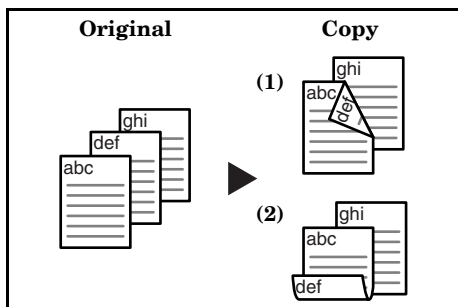 Original
Copy
ghi
def
abc
(1)
ghi
abc
def
(2)
ghi
abc
def